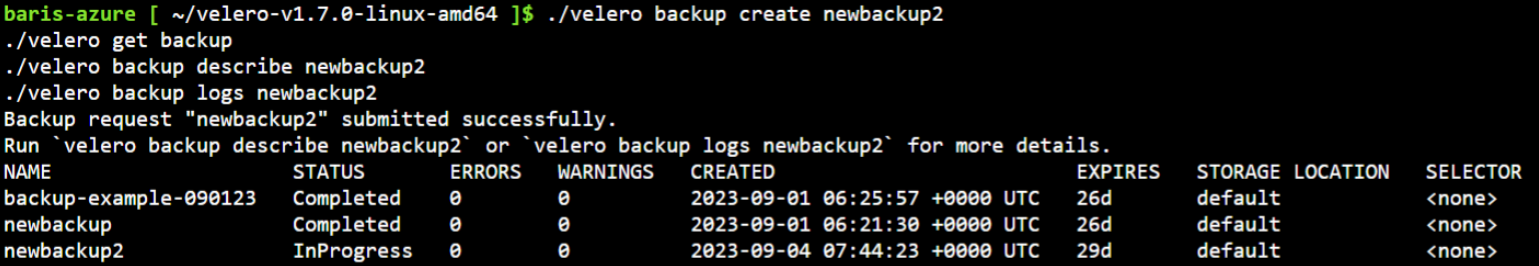 baris-azure [ ~/velero-v1.7.0-linux-amd64 ]$ ./velero backup create newbackup2
./velero get backup
./velero backup describe newbackup2
./velero backup logs newbackup2
Backup request "newbackup2" submitted successfully.
Run `velero backup describe newbackup2` or `velero backup logs newbackup2` for more details.
NAME STATUS ERRORS WARNINGS CREATED EXPIRES STORAGE LOCATION SELECTOR
backup-example-090123 Completed 0 0 2023-09-01 06:25:57 +0000 UTC 26d default <none>
newbackup Completed 0 0 2023-09-01 06:21:30 +0000 UTC 26d default <none>
newbackup2 InProgress 0 0 2023-09-04 07:44:23 +0000 UTC 29d default <none>